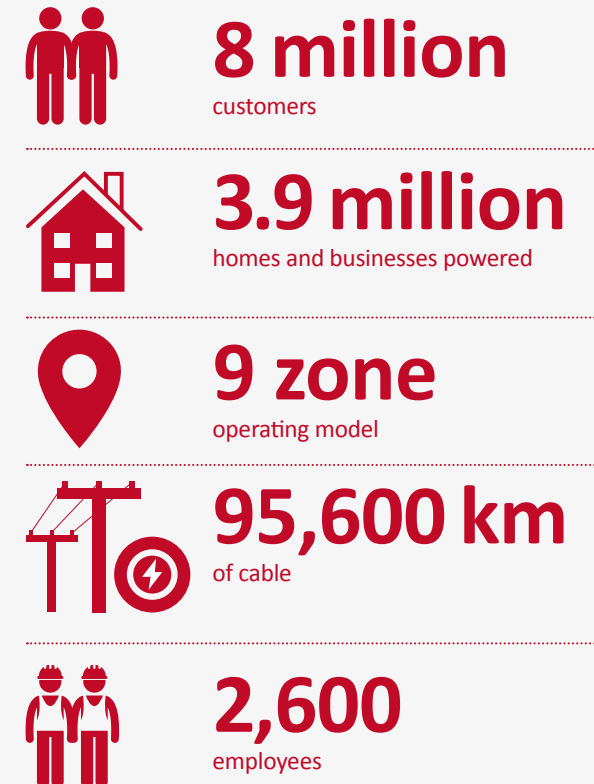 8 million
customers
3.9 million
homes and businesses powered
9 zone
operating model
95,600 km
of cable
2,600
employees